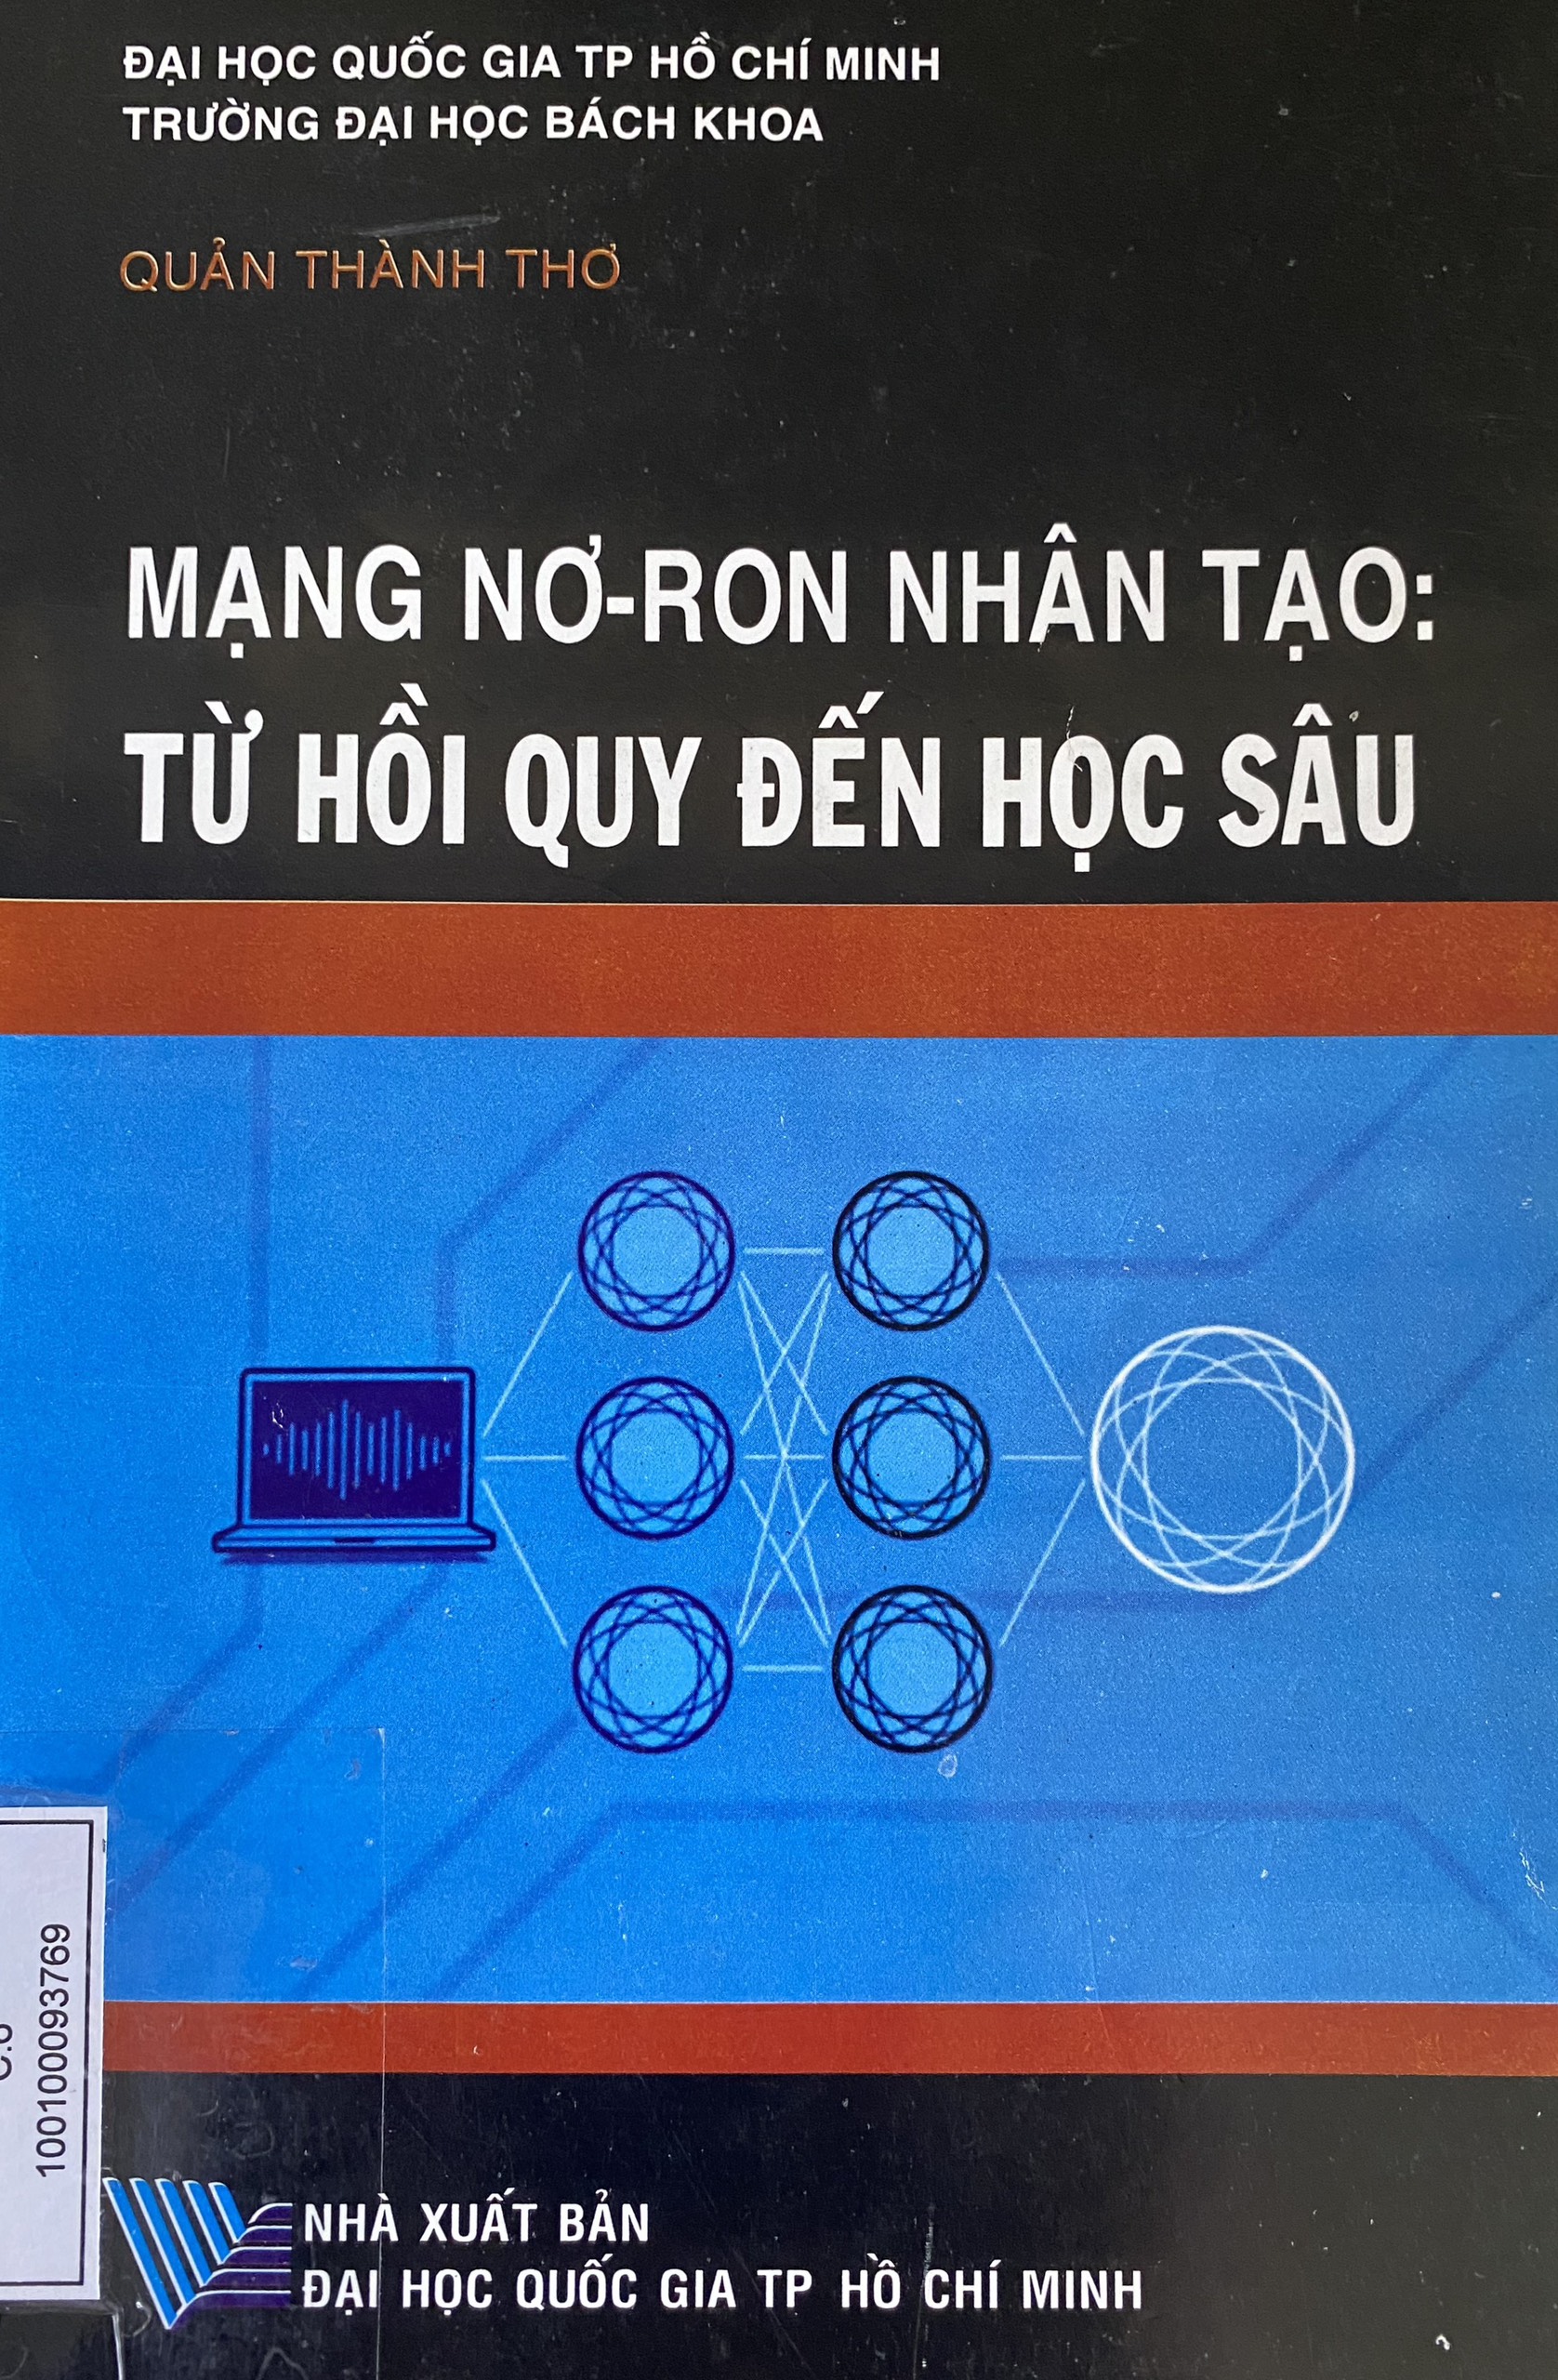 ĐẠI HỌC QUỐC GIA TP HỒ CHÍ MINH
TRƯỜNG ĐẠI HỌC BÁCH KHOA
QUẢN THÀNH THƠ
MẠNG NƠ-RON NHÂN TẠO:
TỪ HỒI QUY ĐẾN HỌC SÂU
100100093769
NHÀ XUẤT BẢN
ĐẠI HỌC QUỐC GIA TP HỒ CHÍ MINH